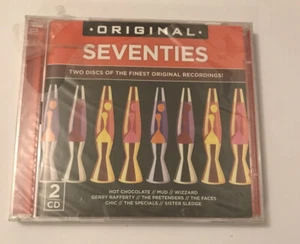 ·ORIGINAL·
SEVENTIES
TWO DISCS OF THE FINEST ORIGINAL RECORDINGS!
2
CD
HOT CHOCOLATE // MUD // WIZZARD
GERRY RAFFERTY // THE PRETENDERS // THE FACES
CHIC // THE SPECIALS // SISTER SLEDGE